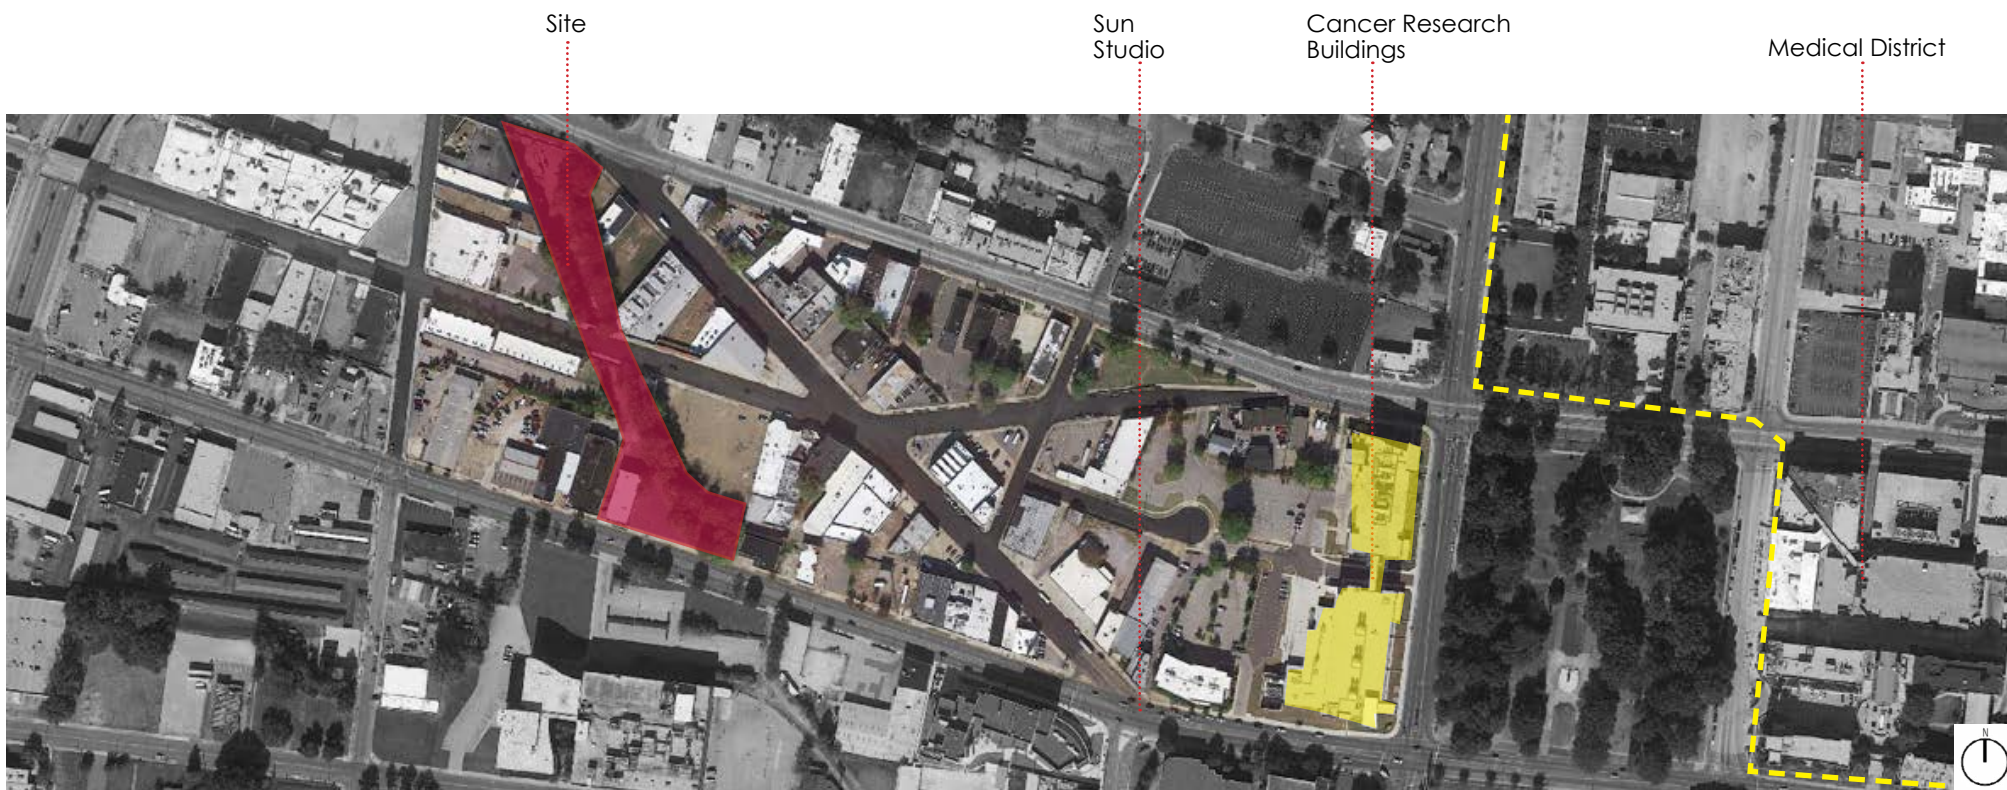 Site
Sun
Studio
Cancer Research
Buildings
Medical District
N